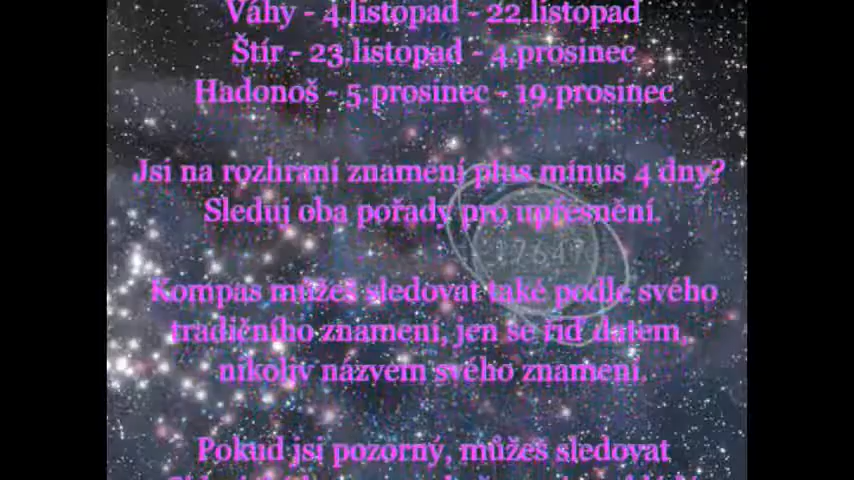 Váhy - 4.listopad - 22.listopad
Štír - 23.listopad - 4.prosinec
Hadonoš - 5.prosinec - 19.prosinec
Jsi na rozhraní znamení plus mínus 4 dny?
Sleduj oba pořady pro upřesnění.
17647
Kompas můžeš sledovat také podle svého
tradičního znamení, jen se řiď datem,
nikoliv názvem svého znamení.
Pokud jsi pozorný, můžeš sledovat